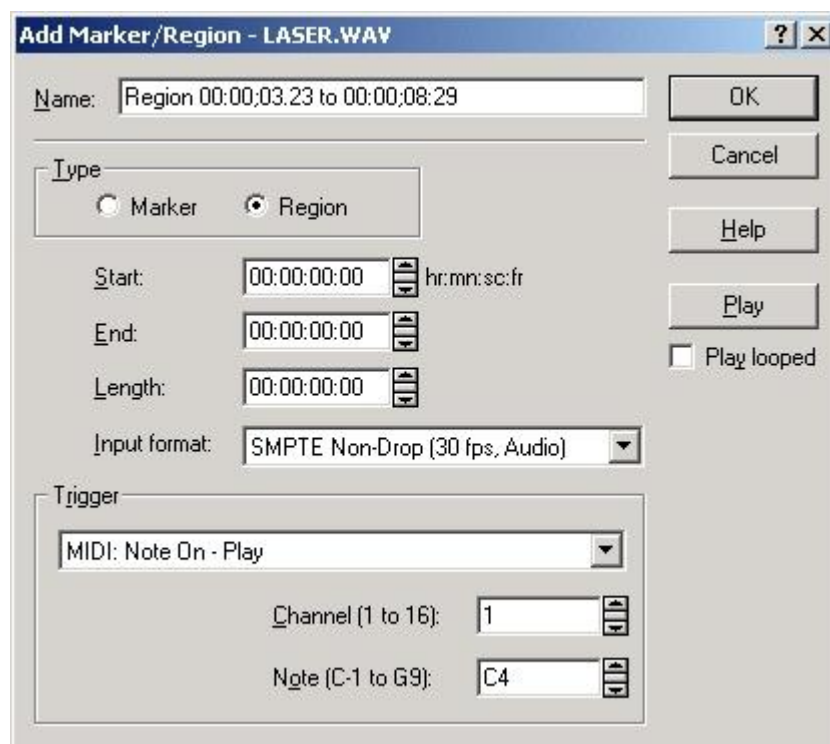 Add Marker/Region - LASER.WAV
Name: Region 00:00;03.23 to 00:00;08:29
OK
Cancel
Type
Marker Region
Help
Start: 00:00:00:00 hr:mn:sc:fr
Play
End: 00:00:00:00
Play looped
Length: 00:00:00:00
Input format: SMPTE Non-Drop (30 fps, Audio)
Trigger
MIDI: Note On - Play
Channel (1 to 16): 1
Note (C-1 to G9): C4